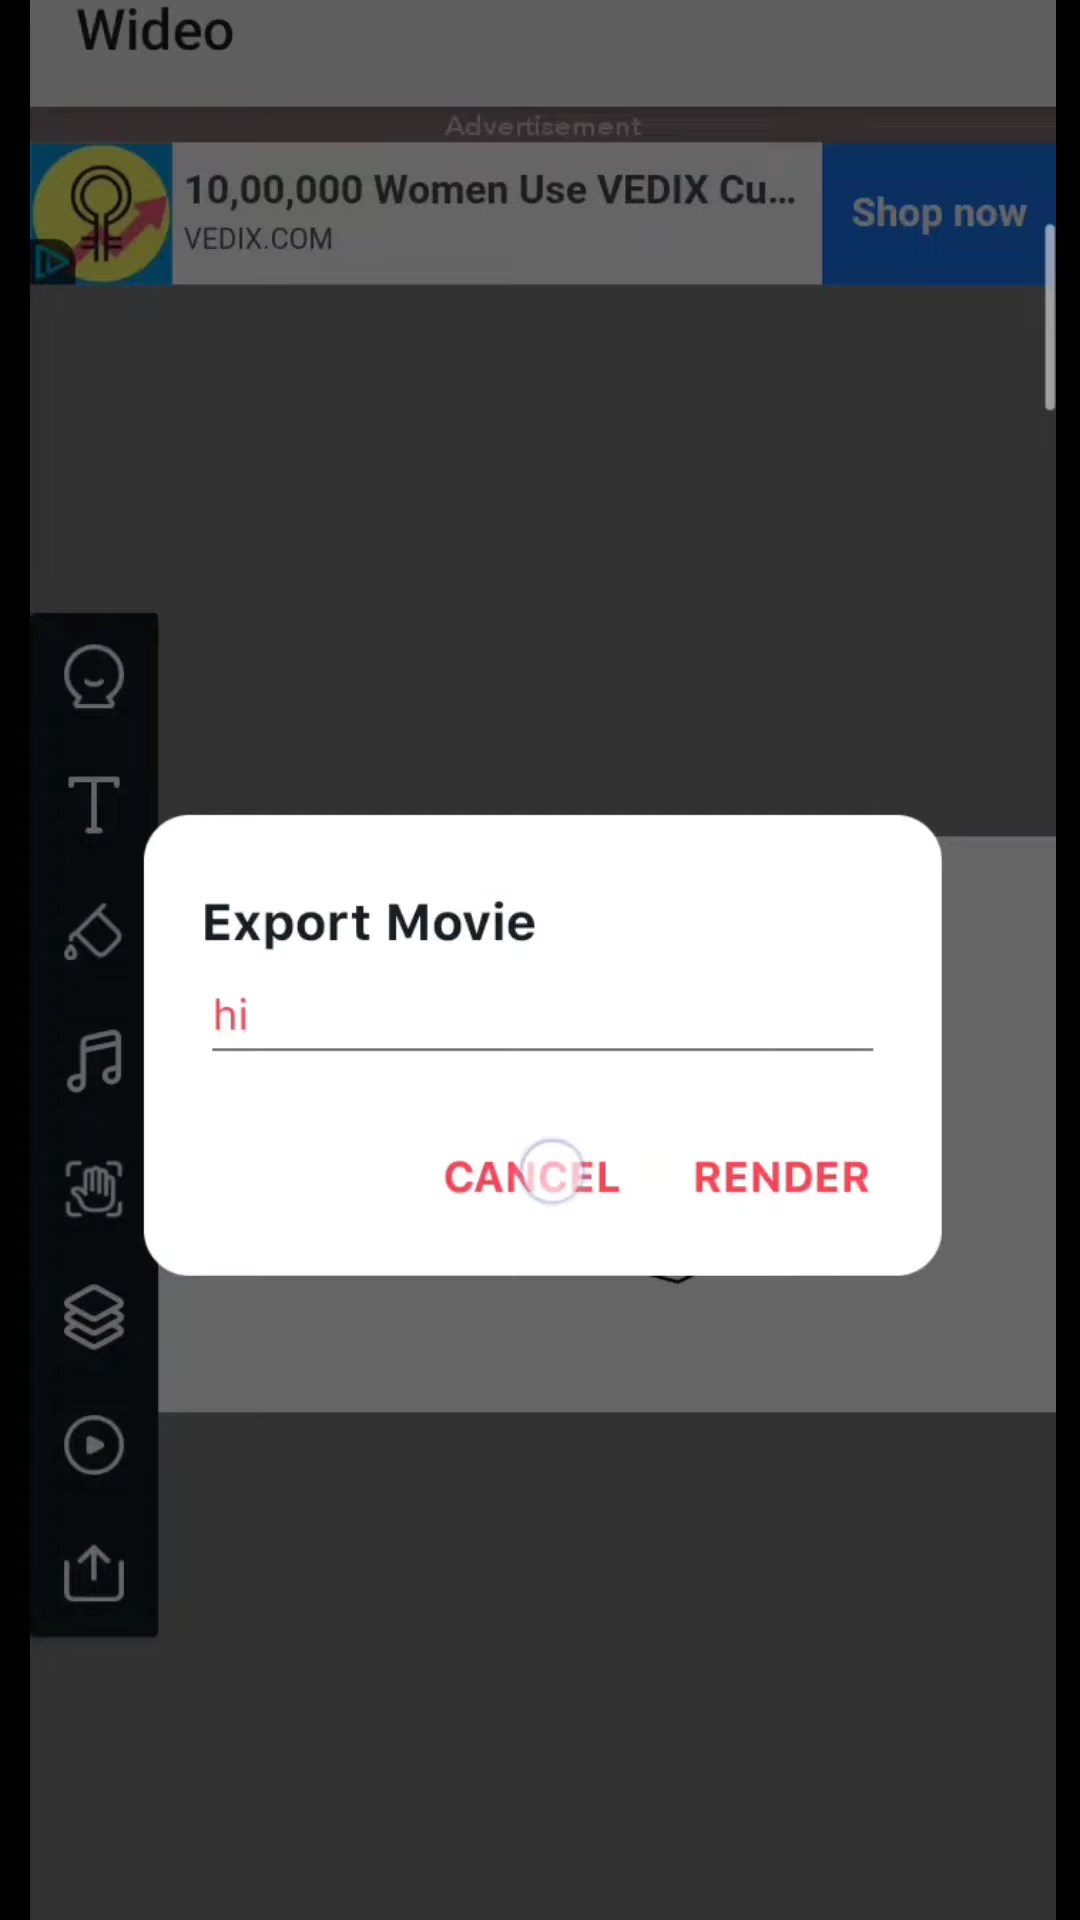 Wideo
Advertisement
10,00,000 Women Use VEDIX Cu...
VEDIX.COM
Shop now
Export Movie
hi
CANCEL
RENDER